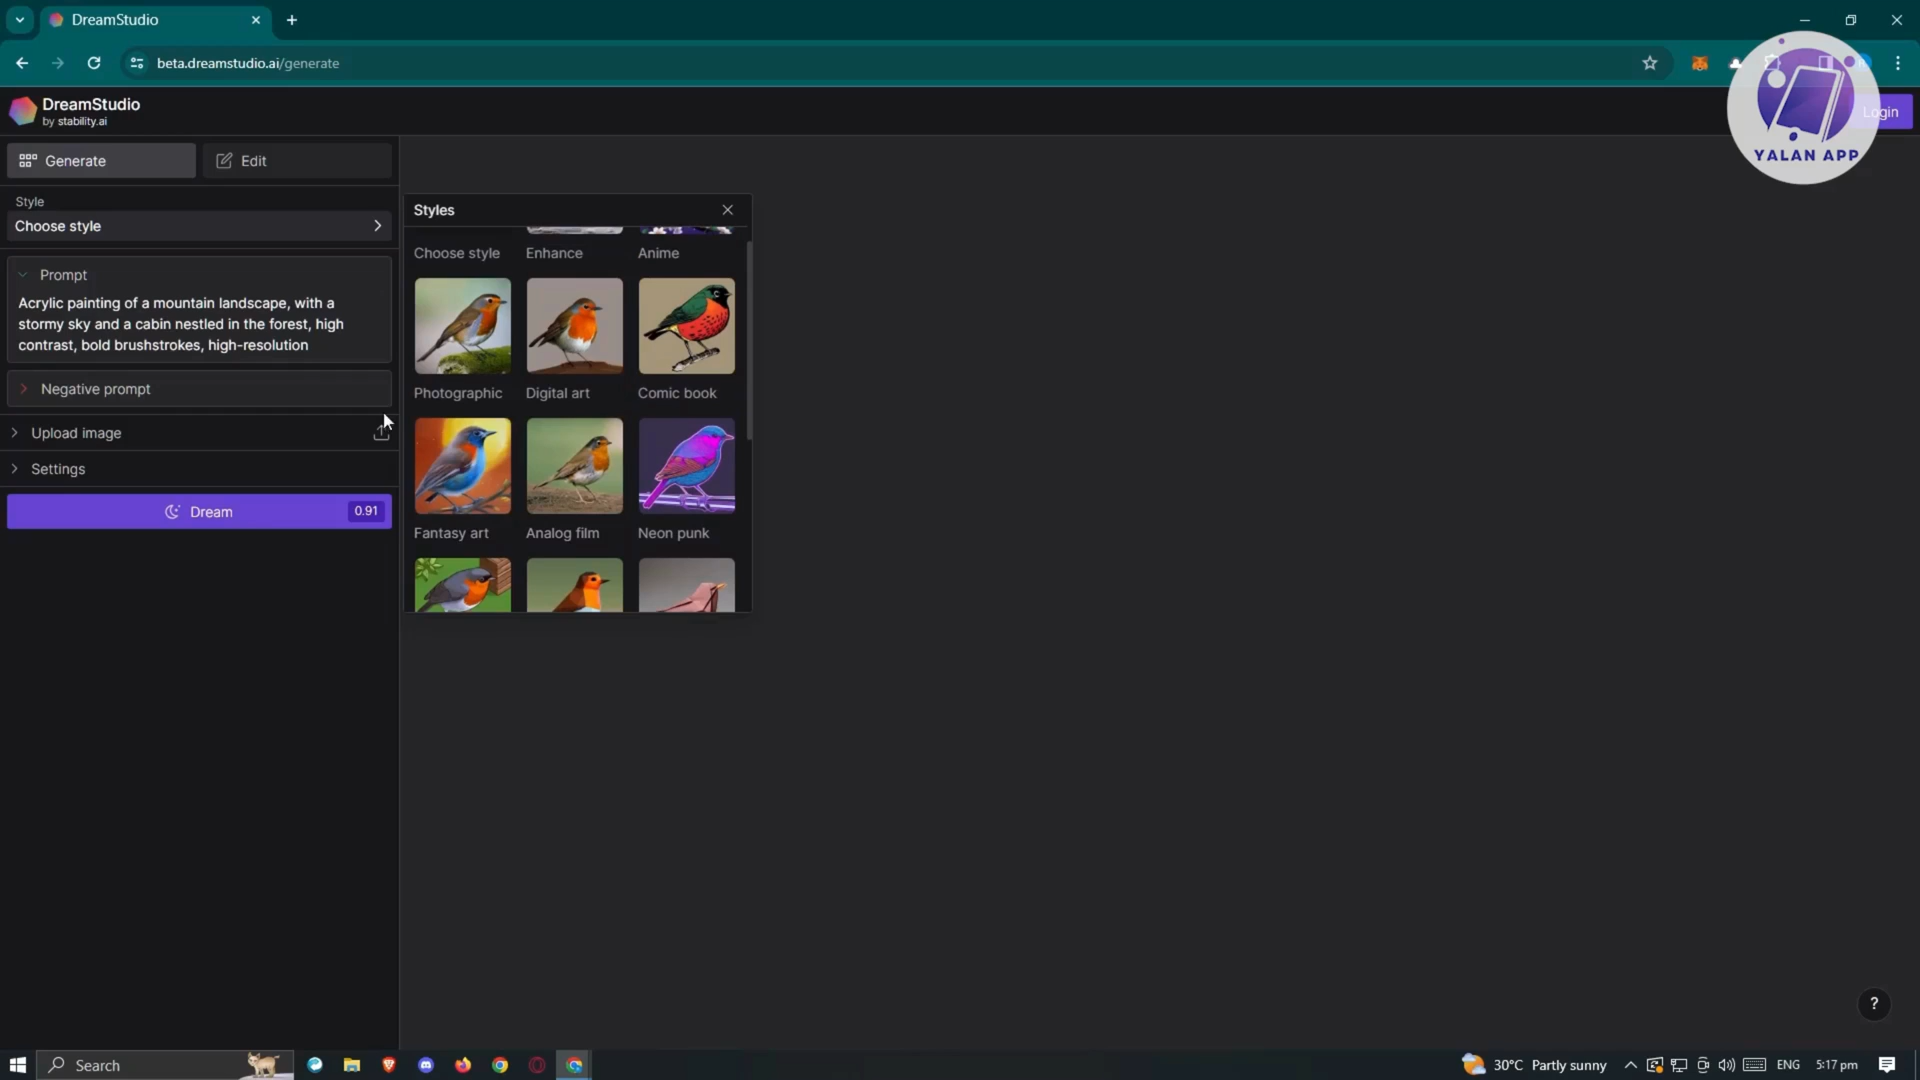 DreamStudio
beta.dreamstudio.ai/generate
DreamStudio
by stability.ai
Login
YALAN APP
Generate
Edit
Style
Choose style
Styles
Choose style
Enhance
Anime
Prompt
Acrylic painting of a mountain landscape, with a
stormy sky and a cabin nestled in the forest, high
contrast, bold brushstrokes, high-resolution
Negative prompt
Upload image
Settings
Dream
0.91
Photographic
Digital art
Comic book
Fantasy art
Analog film
Neon punk
?
Search
30°C Partly sunny
ENG
5:17 pm